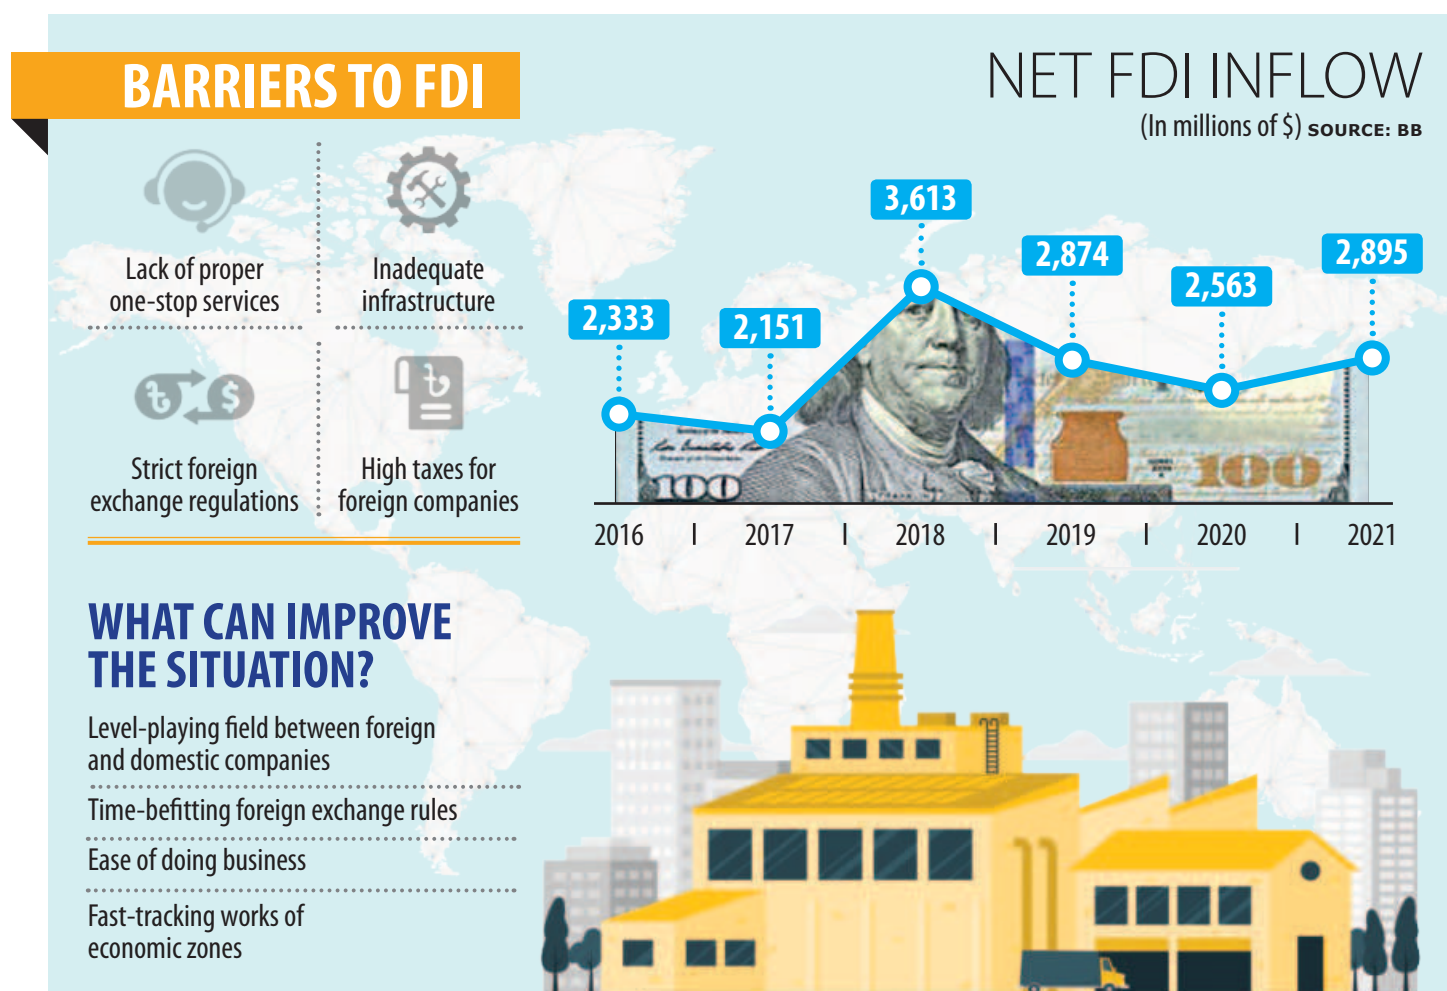 BARRIERS TO FDI
Lack of proper
one-stop services
Inadequate
infrastructure
৳ $
৳
Strict foreign
exchange regulations
High taxes for
foreign companies
WHAT CAN IMPROVE
THE SITUATION?
Level-playing field between foreign
and domestic companies
Time-befitting foreign exchange rules
Ease of doing business
Fast-tracking works of
economic zones
NET FDI INFLOW
(In millions of $) SOURCE: BB
2,333
2,151
3,613
2,874
2,563
2,895
100
100
2016 I 2017 I 2018 I 2019 I 2020 I 2021